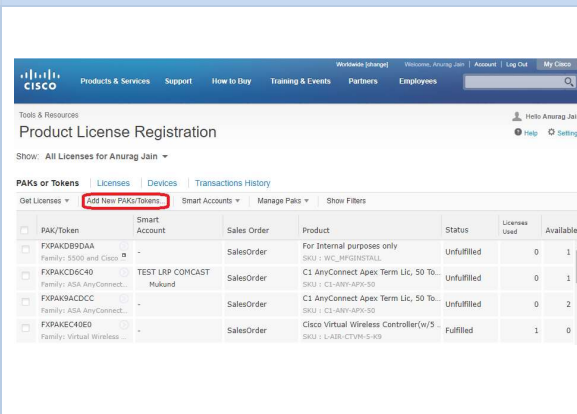 Worldwide [change] Welcome, Anurag Jain Account Log Out My Cisco
CISCO Products & Services Support How to Buy Training & Events Partners Employees
Tools & Resources
Hello Anurag Jain
Product License Registration
Help Setting
Show: All Licenses for Anurag Jain
PAKs or Tokens Licenses Devices Transactions History
Get Licenses Add New PAKs/Tokens... Smart Accounts Manage Paks Show Filters
PAK/Token Smart Account Sales Order Product Status Licenses Used Available
FXPAKDB9DAA - SalesOrder For Internal purposes only Unfulfilled 0 1
Family: 5500 and Cisco SKU : WC_MFGINSTALL
FXPAKCD6C40 TEST LRP COMCAST SalesOrder C1 AnyConnect Apex Term Lic, 50 To... Unfulfilled 0 1
Family: ASA AnyConnect... Mukund SKU : C1-ANY-APX-50
FXPAK9ACDCC - SalesOrder C1 AnyConnect Apex Term Lic, 50 To... Unfulfilled 0 2
Family: ASA AnyConnect... SKU : C1-ANY-APX-50
FXPAKEC40E0 - SalesOrder Cisco Virtual Wireless Controller(w/5 .. Fulfilled 1 0
Family: Virtual Wireless ... SKU : L-AIR-CTVM-5-K9